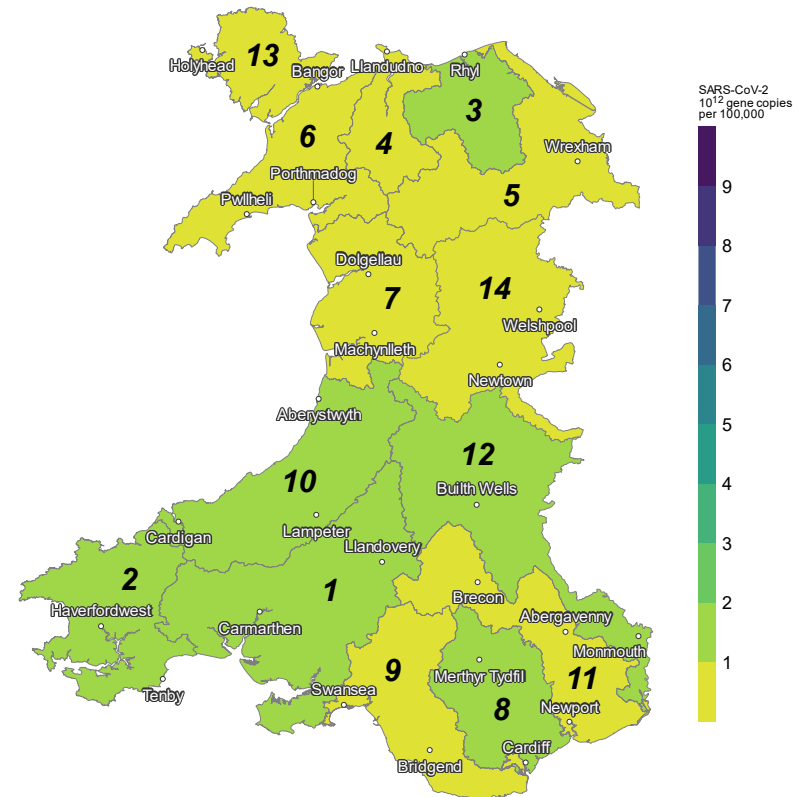 13
Holyhead
Bangor
Llandudno
Rhyl
3
6
4
Wrexham
Porthmadog
Pwllheli
5
Dolgellau
7
14
Welshpool
Machynlleth
Newtown
Aberystwyth
12
10
Builth Wells
Lampeter
Cardigan
Llandovery
2
1
Brecon
Haverfordwest
Abergavenny
Carmarthen
Monmouth
9
Merthyr Tydfil
11
Tenby
Swansea
8
Newport
Cardiff
Bridgend
SARS-CoV-2
10¹² gene copies
per 100,000
9
8
7
6
5
4
3
2
1